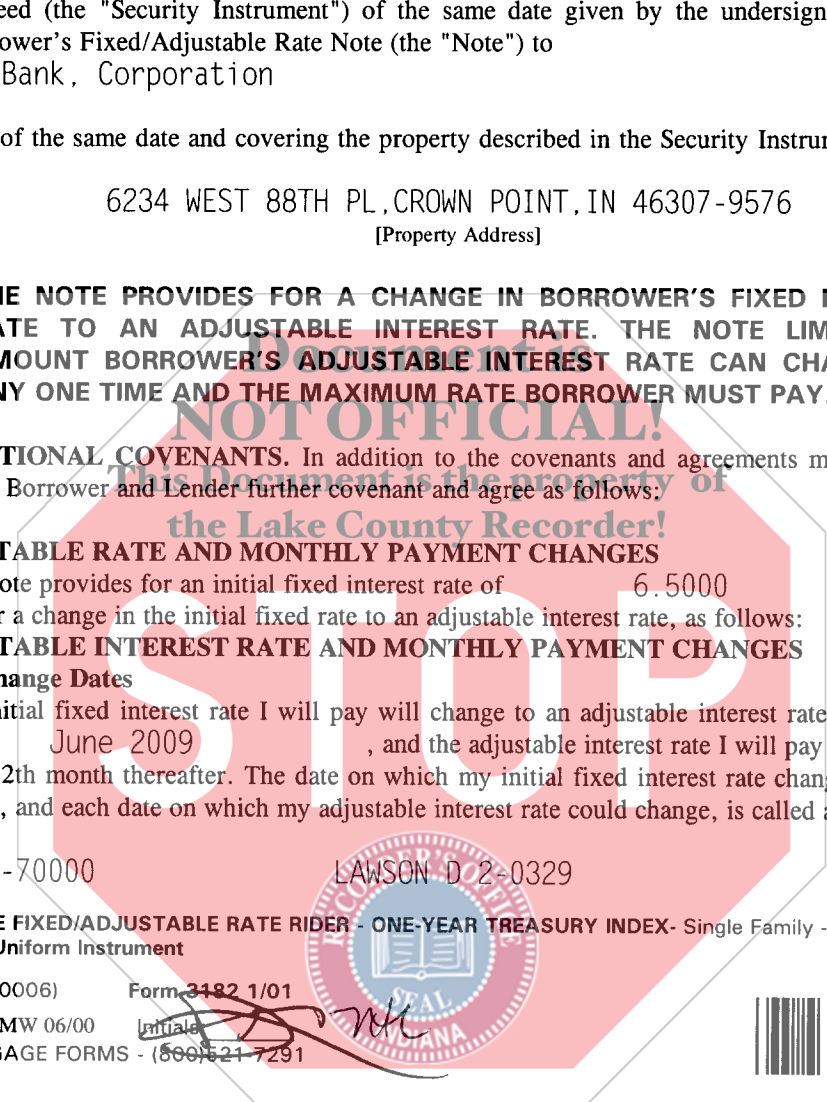 eed (the "Security Instrument") of the same date given by the undersign
ower's Fixed/Adjustable Rate Note (the "Note") to
Bank, Corporation
of the same date and covering the property described in the Security Instrum
6234 WEST 88TH PL,CROWN POINT,IN 46307-9576
[Property Address]
IE NOTE PROVIDES FOR A CHANGE IN BORROWER'S FIXED I
ATE TO AN ADJUSTABLE INTEREST RATE. THE NOTE LIM
MOUNT BORROWER'S ADJUSTABLE INTEREST RATE CAN CHA
NY ONE TIME AND THE MAXIMUM RATE BORROWER MUST PAY.
Document is
NOT OFFICIAL!
This Document is the property of
the Lake County Recorder!
STOP
TIONAL COVENANTS. In addition to the covenants and agreements m
Borrower and Lender further covenant and agree as follows:
TABLE RATE AND MONTHLY PAYMENT CHANGES
ote provides for an initial fixed interest rate of 6.5000
r a change in the initial fixed rate to an adjustable interest rate, as follows:
TABLE INTEREST RATE AND MONTHLY PAYMENT CHANGES
hange Dates
itial fixed interest rate I will pay will change to an adjustable interest rate
June 2009 , and the adjustable interest rate I will pay
2th month thereafter. The date on which my initial fixed interest rate chan
, and each date on which my adjustable interest rate could change, is called a
-70000 LAWSON D 2-0329
E FIXED/ADJUSTABLE RATE RIDER - ONE-YEAR TREASURY INDEX- Single Family -
Uniform Instrument
0006) Form 3182 1/01
MW 06/00 Initials
GAGE FORMS - (800)521-7291
RECORDER'S OFFICE
SEAL
INDIANA